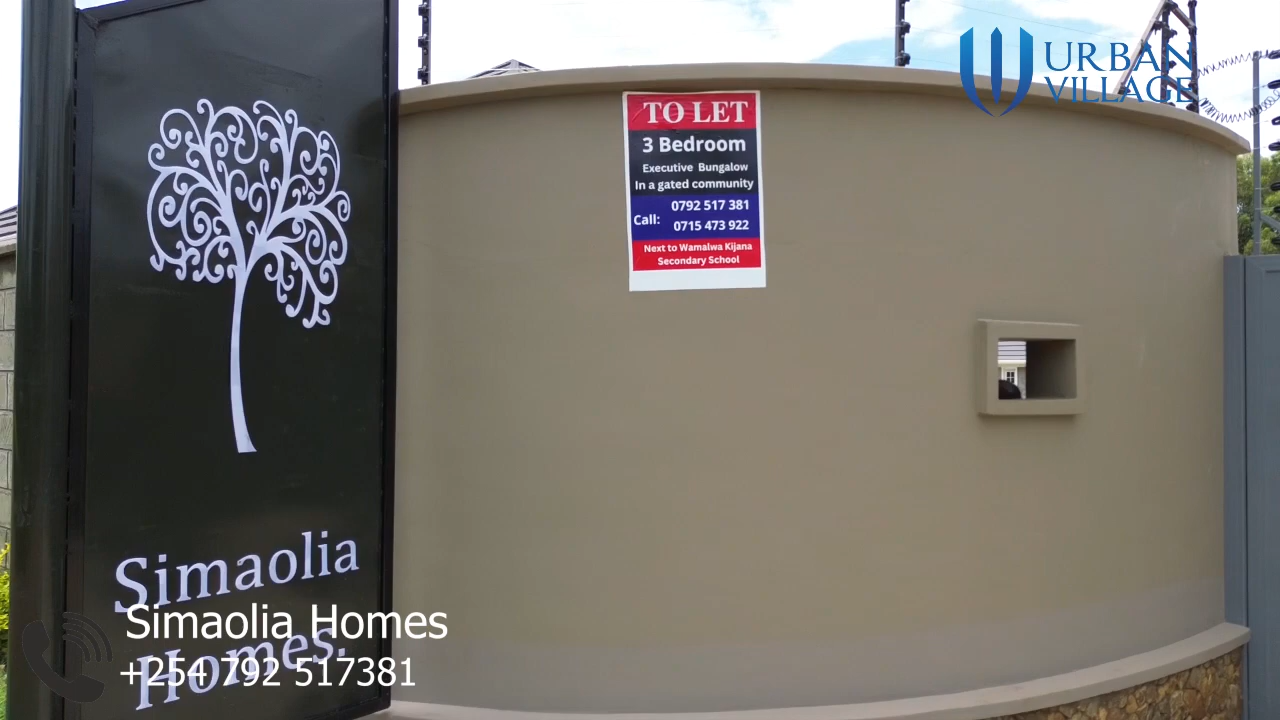 URBAN
VILLAGE
TO LET
3 Bedroom
Executive Bungalow
In a gated community
Call:
0792 517 381
0715 473 922
Next to Wamalwa Kijana
Secondary School
Simaolia
Homes.
Simaolia Homes
+254 792 517381